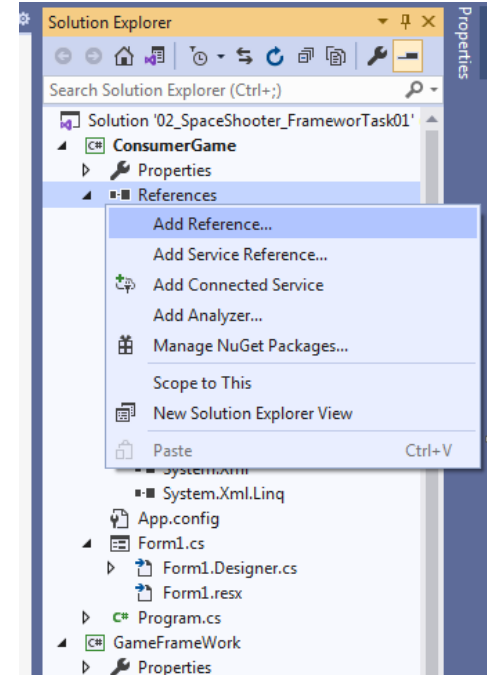 Solution Explorer
Properties
Search Solution Explorer (Ctrl+;)
Solution '02_SpaceShooter_FrameworTask01'
C# ConsumerGame
Properties
References
Add Reference...
Add Service Reference...
Add Connected Service
Add Analyzer...
Manage NuGet Packages...
Scope to This
New Solution Explorer View
Paste Ctrl+V
System.Xml
System.Xml.Linq
App.config
Form1.cs
Form1.Designer.cs
Form1.resx
C# Program.cs
C# GameFrameWork
Properties